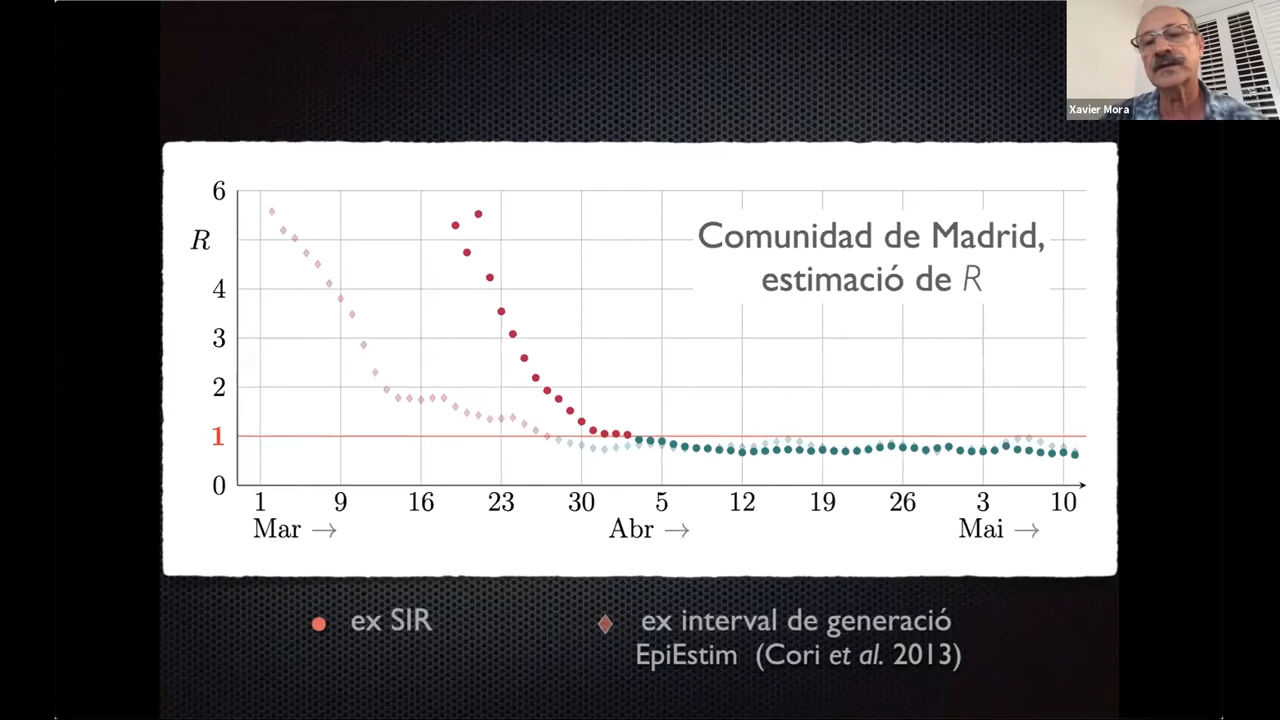 Xavier Mora
6
R
4
3
2
1
0
Comunidad de Madrid,
estimació de R
1 9 16 23 30 5 12 19 26 3 10
Mar → Abr → Mai →
ex SIR
ex interval de generació
EpiEstim (Cori et al. 2013)